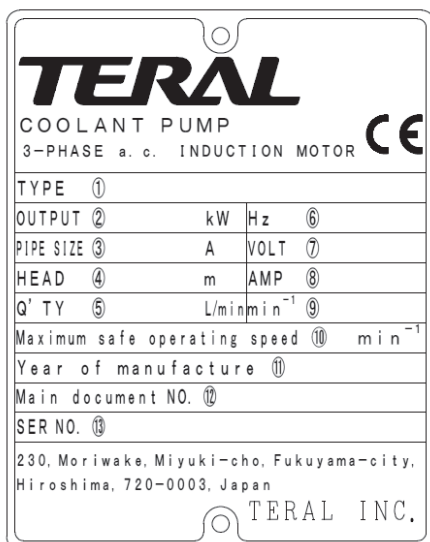 TERAL
COOLANT PUMP
3-PHASE a.c. INDUCTION MOTOR CE
TYPE ①
OUTPUT ② kW Hz ⑥
PIPE SIZE ③ A VOLT ⑦
HEAD ④ m AMP ⑧
Q'TY ⑤ L/min min⁻¹ ⑨
Maximum safe operating speed ⑩ min⁻¹
Year of manufacture ⑪
Main document NO. ⑫
SER NO. ⑬
230, Moriwake, Miyuki-cho, Fukuyama-city,
Hiroshima, 720-0003, Japan
TERAL INC.